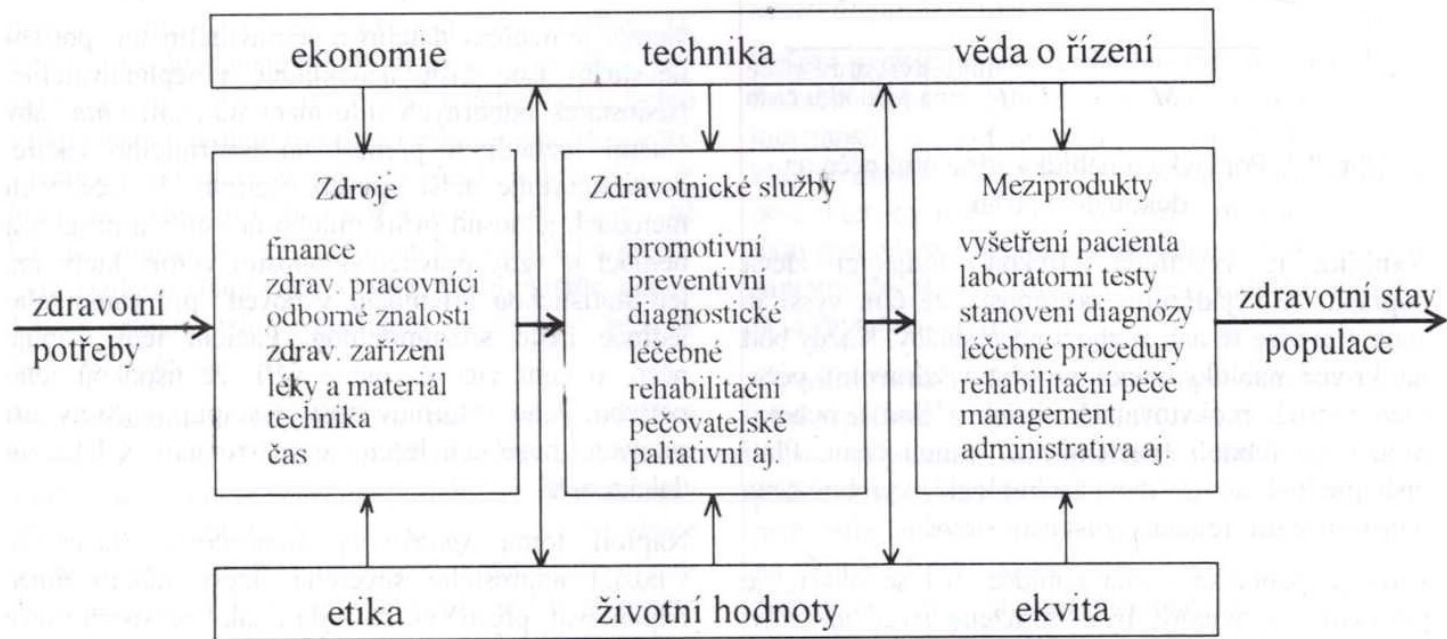 ekonomie technika věda o řízení
Zdroje
finance
zdrav. pracovníci
odborné znalosti
zdrav. zařízení
léky a materiál
technika
čas
Zdravotnické služby
promotivní
preventivní
diagnostické
léčebné
rehabilitační
pečovatelské
paliativní aj.
Meziprodukty
vyšetření pacienta
laboratorní testy
stanovení diagnózy
léčebné procedury
rehabilitační péče
management,
administrativa aj.
zdravotní
potřeby
zdravotní stav
populace
etika životní hodnoty ekvita